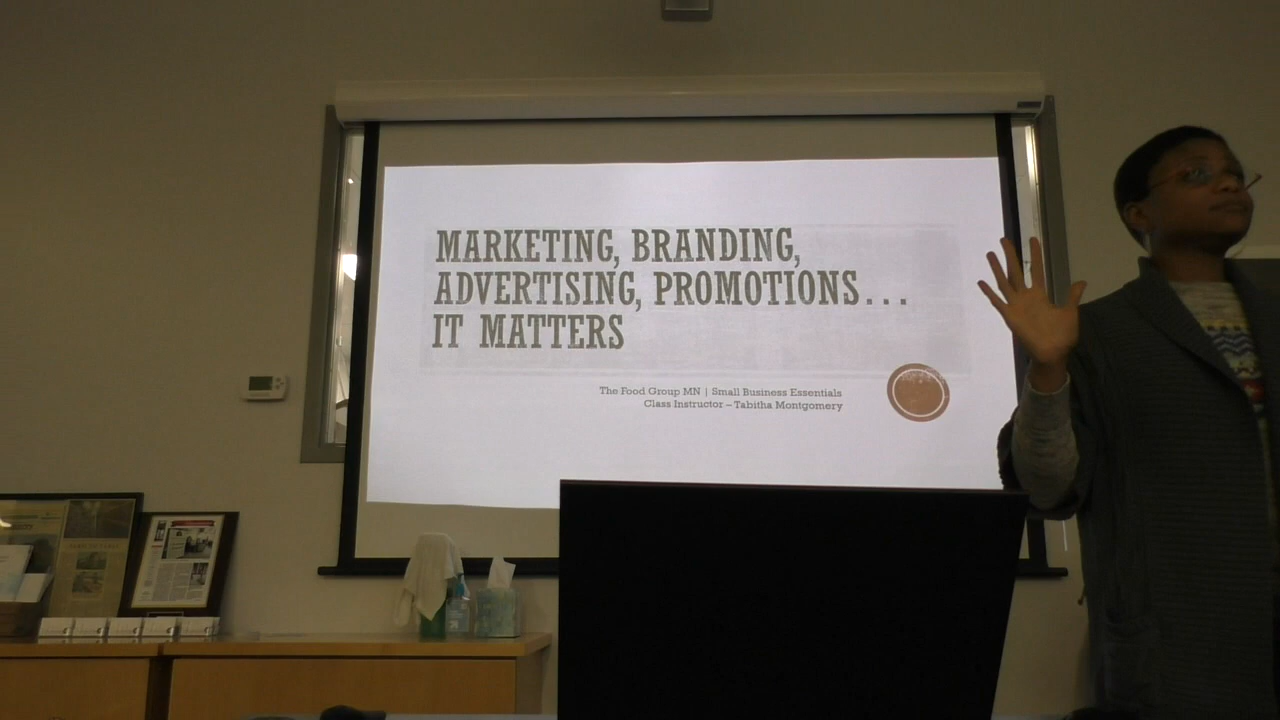 MARKETING, BRANDING,
ADVERTISING, PROMOTIONS...
IT MATTERS
The Food Group MN | Small Business Essentials
Class Instructor – Tabitha Montgomery